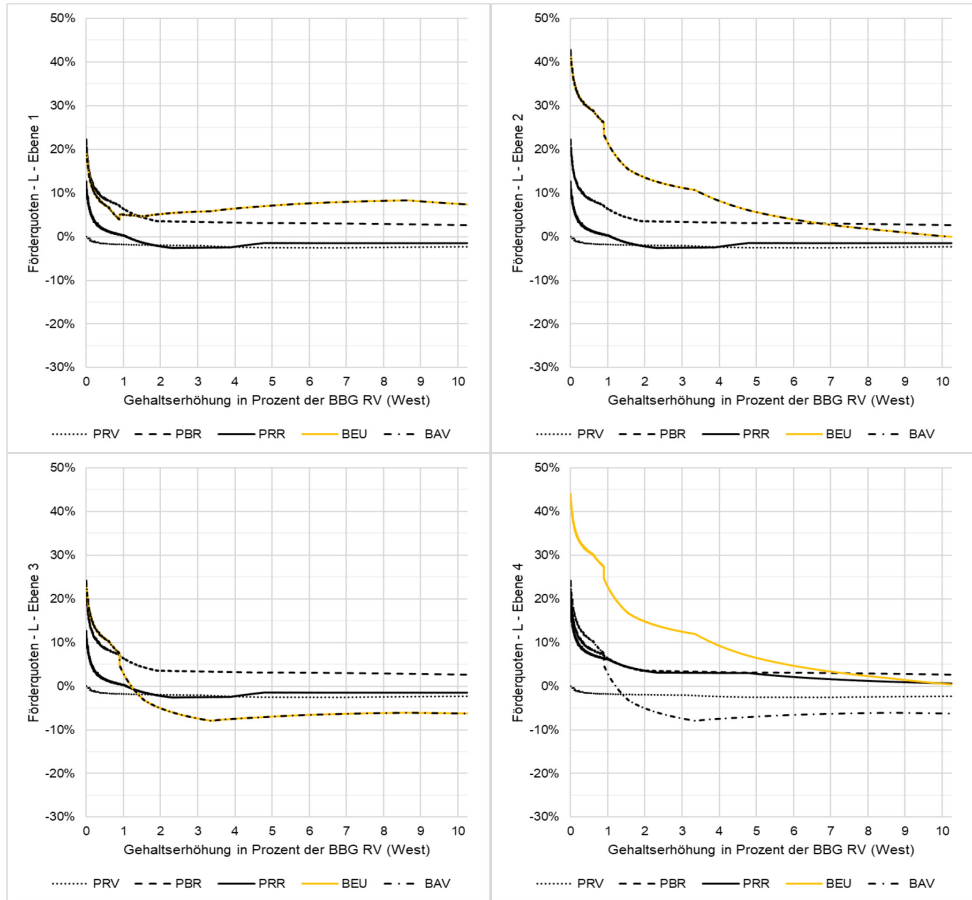 50%
40%
30%
20%
10%
0%
-10%
-20%
-30%
Förderquoten - L - Ebene 1
0 1 2 3 4 5 6 7 8 9 10
Gehaltserhöhung in Prozent der BBG RV (West)
PRV PBR PRR BEU BAV
50%
40%
30%
20%
10%
0%
-10%
-20%
-30%
Förderquoten - L - Ebene 2
0 1 2 3 4 5 6 7 8 9 10
Gehaltserhöhung in Prozent der BBG RV (West)
PRV PBR PRR BEU BAV
50%
40%
30%
20%
10%
0%
-10%
-20%
-30%
Förderquoten - L - Ebene 3
0 1 2 3 4 5 6 7 8 9 10
Gehaltserhöhung in Prozent der BBG RV (West)
PRV PBR PRR BEU BAV
50%
40%
30%
20%
10%
0%
-10%
-20%
-30%
Förderquoten - L - Ebene 4
0 1 2 3 4 5 6 7 8 9 10
Gehaltserhöhung in Prozent der BBG RV (West)
PRV PBR PRR BEU BAV